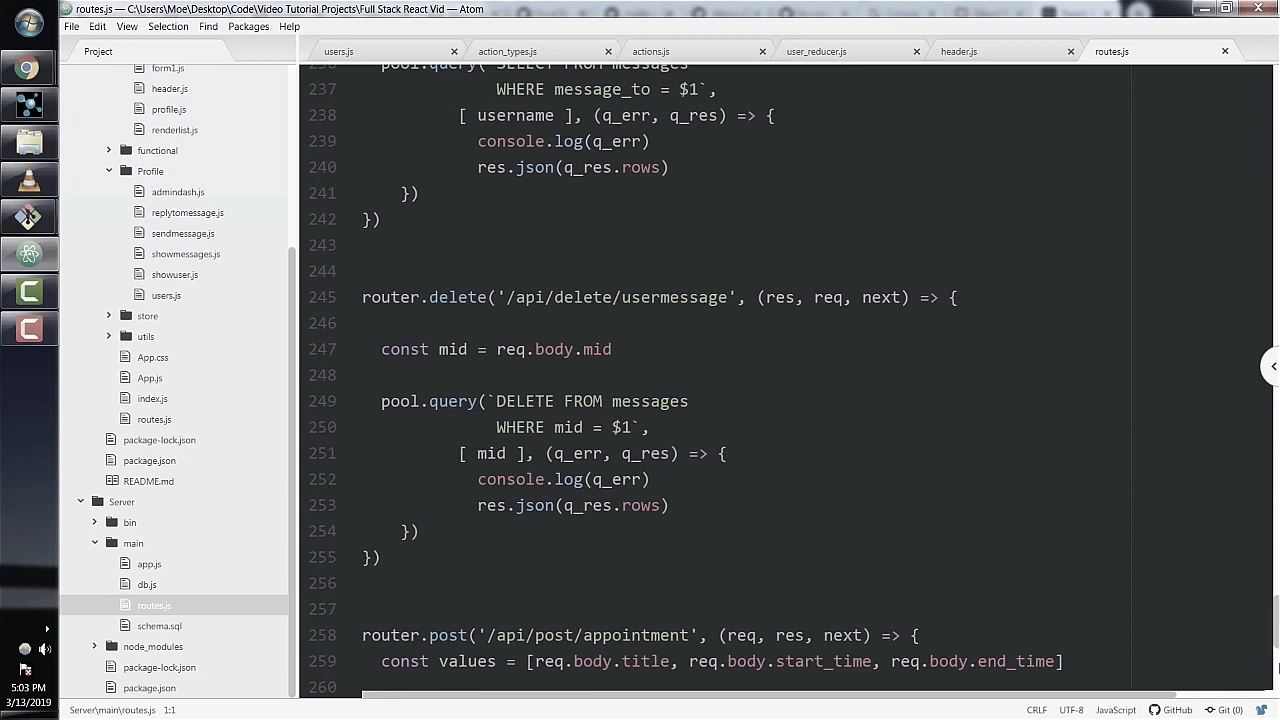 routes.js — C:\Users\Moe\Desktop\Code\Video Tutorial Projects\Full Stack React Vid — Atom
File Edit View Selection Find Packages Help
Project
users.js action_types.js actions.js user_reducer.js header.js routes.js
form1.js
header.js
profile.js
renderlist.js
functional
Profile
admindash.js
replytomessage.js
sendmessage.js
showmessages.js
showuser.js
users.js
store
utils
App.css
App.js
index.js
routes.js
package-lock.json
package.json
README.md
Server
bin
main
app.js
db.js
routes.js
schema.sql
node_modules
package-lock.json
package.json
236 pool.query(`SELECT FROM messages
237 WHERE message_to = $1`,
238 [ username ], (q_err, q_res) => {
239 console.log(q_err)
240 res.json(q_res.rows)
241 })
242 })
243
244
245 router.delete('/api/delete/usermessage', (res, req, next) => {
246
247 const mid = req.body.mid
248
249 pool.query(`DELETE FROM messages
250 WHERE mid = $1`,
251 [ mid ], (q_err, q_res) => {
252 console.log(q_err)
253 res.json(q_res.rows)
254 })
255 })
256
257
258 router.post('/api/post/appointment', (req, res, next) => {
259 const values = [req.body.title, req.body.start_time, req.body.end_time]
260
5:03 PM
3/13/2019
Server\main\routes.js 1:1 CRLF UTF-8 JavaScript GitHub Git (0)